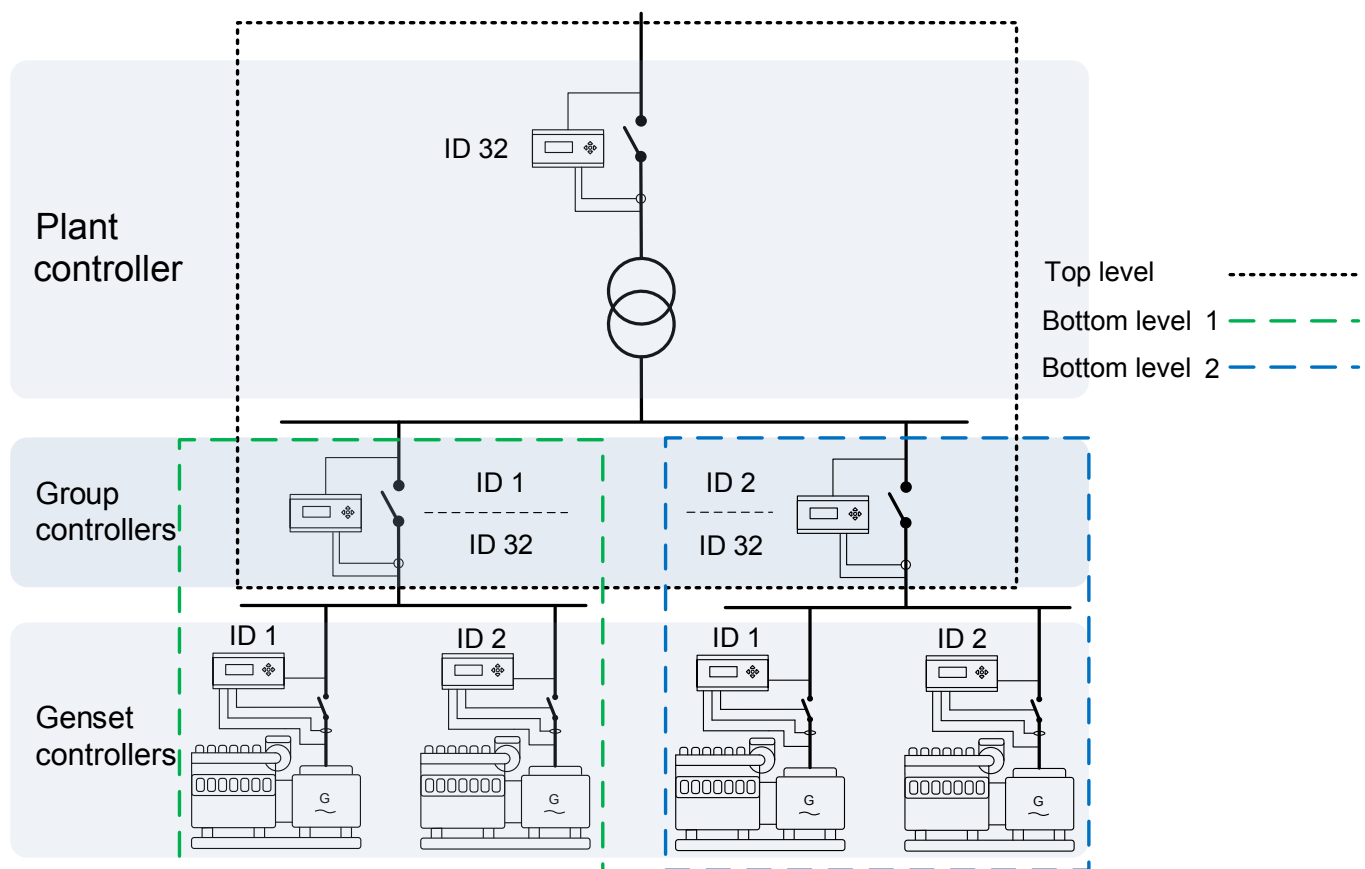 ID 32
Plant
controller
Top level
Bottom level 1
Bottom level 2
Group
controllers
ID 1
ID 32
ID 2
ID 32
Genset
controllers
ID 1
ID 2
ID 1
ID 2
G
G
G
G